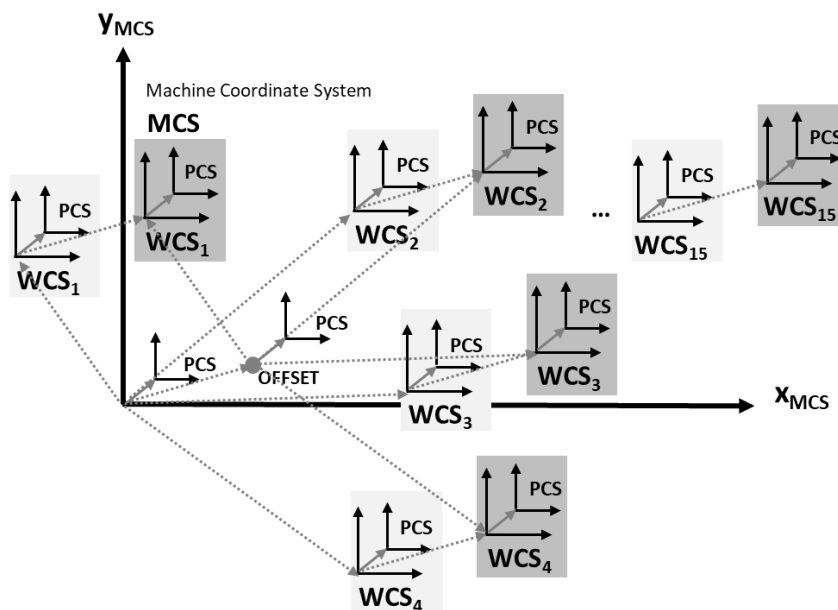 yMCS
Machine Coordinate System
MCS
PCS
WCS1
PCS
WCS1
PCS
WCS2
PCS
WCS2
...
PCS
WCS15
PCS
WCS15
PCS
PCS
OFFSET
PCS
WCS3
PCS
WCS3
xMCS
PCS
WCS4
PCS
WCS4